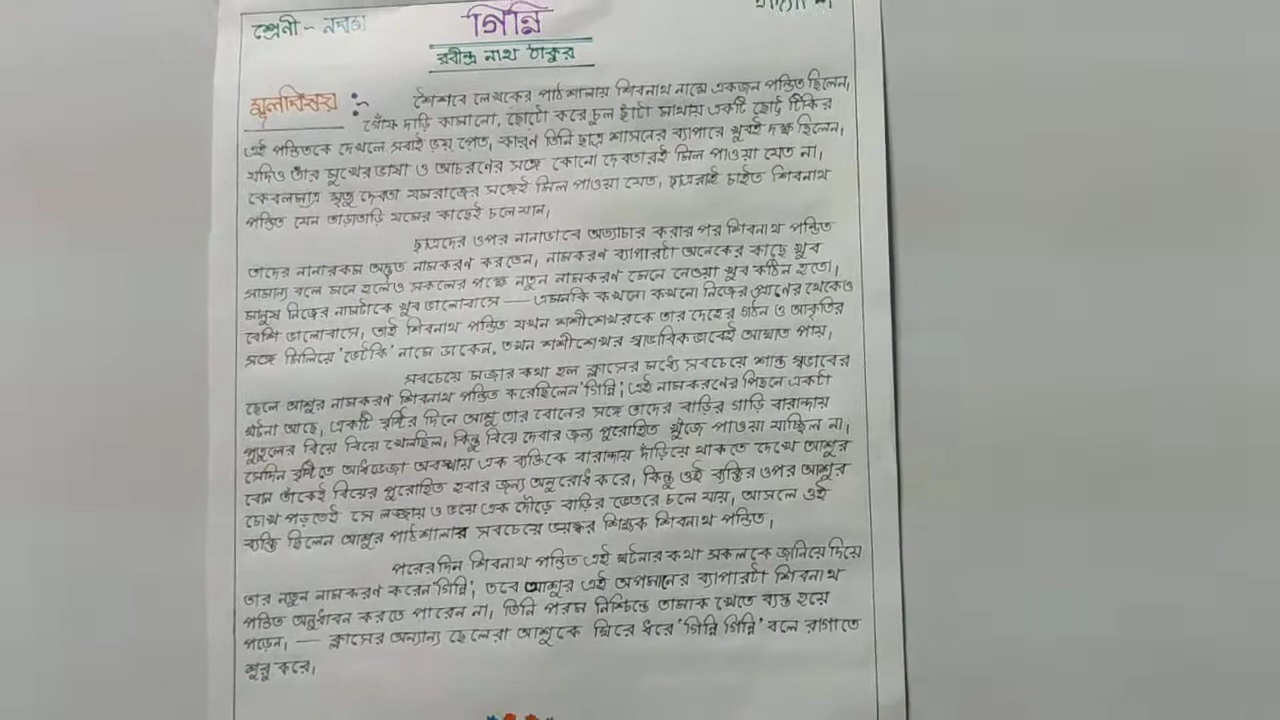 শ্রেণী - নবম
গিন্নি
রবীন্দ্র নাথ ঠাকুর
মূলবিষয় :- শৈশবে লেখকের পাঠশালায় শিবনাথ নামে একজন পন্ডিত ছিলেন,
গোঁফ দাড়ি কামানো, ছোটো করে চুল ছাঁটা মাথায় একটি ছোট্ট টিকির
এই পন্ডিতকে দেখলে সবাই ভয় পেত, কারণ তিনি ছাত্র শাসনের ব্যাপারে খুবই দক্ষ ছিলেন,
যদিও তাঁর মুখের ভাষা ও আচরণের সঙ্গে কোনো দেবতারই মিল পাওয়া যেত না,
কেবলমাত্র মৃত্যু দেবতা যমরাজের সঙ্গেই মিল পাওয়া যেত, ছাত্ররাই চাইত শিবনাথ
পন্ডিত যেন তাড়াতাড়ি যমের কাছেই চলে যান,
ছাত্রদের ওপর নানাভাবে অত্যাচার করার পর শিবনাথ পন্ডিত
তাদের নানারকম অদ্ভুত নামকরণ করতেন, নামকরণ ব্যাপারটা অনেকের কাছে খুব
সামান্য বলে মনে হলেও সকলের পক্ষে নতুন নামকরণ মেনে নেওয়া খুব কঠিন হতো,
মানুষ নিজের নামটাকে খুব ভালোবাসে — এমনকি কখনো কখনো নিজের প্রাণের থেকেও
বেশি ভালোবাসে, তাই শিবনাথ পন্ডিত যখন শশীশেখরকে তার দেহের গঠন ও আকৃতির
সঙ্গে মিলিয়ে 'ভেটকি' নামে ডাকেন, তখন শশীশেখর স্বাভাবিকভাবেই আঘাত পায়,
সবচেয়ে মজার কথা হল ক্লাসের মধ্যে সবচেয়ে শান্ত স্বভাবের
ছেলে আশুর নামকরণ শিবনাথ পন্ডিত করেছিলেন 'গিন্নি', এই নামকরণের পিছনে একটা
ঘটনা আছে, একটি বৃষ্টির দিনে আশু তার বোনের সঙ্গে তাদের বাড়ির গাড়ি বারান্দায়
পুতুলের বিয়ে বিয়ে খেলছিল, কিন্তু বিয়ে দেবার জন্য পুরোহিত খুঁজে পাওয়া যাচ্ছিল না,
সেদিন বৃষ্টিতে আধভেজা অবস্থায় এক ব্যক্তিকে বারান্দায় দাঁড়িয়ে থাকতে দেখে আশুর
বোন তাঁকেই বিয়ের পুরোহিত হবার জন্য অনুরোধ করে, কিন্তু ওই ব্যক্তির ওপর আশুর
চোখ পড়তেই সে লজ্জায় ও ভয়ে এক দৌড়ে বাড়ির ভেতরে চলে যায়, আসলে ওই
ব্যক্তি ছিলেন আশুর পাঠশালার সবচেয়ে ভয়ঙ্কর শিক্ষক শিবনাথ পন্ডিত,
পরের দিন শিবনাথ পন্ডিত এই ঘটনার কথা সকলকে জানিয়ে দিয়ে
তার নতুন নামকরণ করেন 'গিন্নি', তবে আশুর এই অপমানের ব্যাপারটা শিবনাথ
পন্ডিত অনুধাবন করতে পারেন না, তিনি পরম নিশ্চিন্তে তামাক খেতে ব্যস্ত হয়ে
পড়েন, — ক্লাসের অন্যান্য ছেলেরা আশুকে ঘিরে ধরে 'গিন্নি গিন্নি' বলে রাগাতে
শুরু করে,